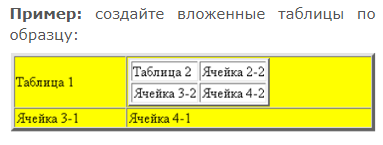 Пример: создайте вложенные таблицы по
образцу:
Таблица 1
Таблица 2 Ячейка 2-2
Ячейка 3-2 Ячейка 4-2
Ячейка 3-1 Ячейка 4-1